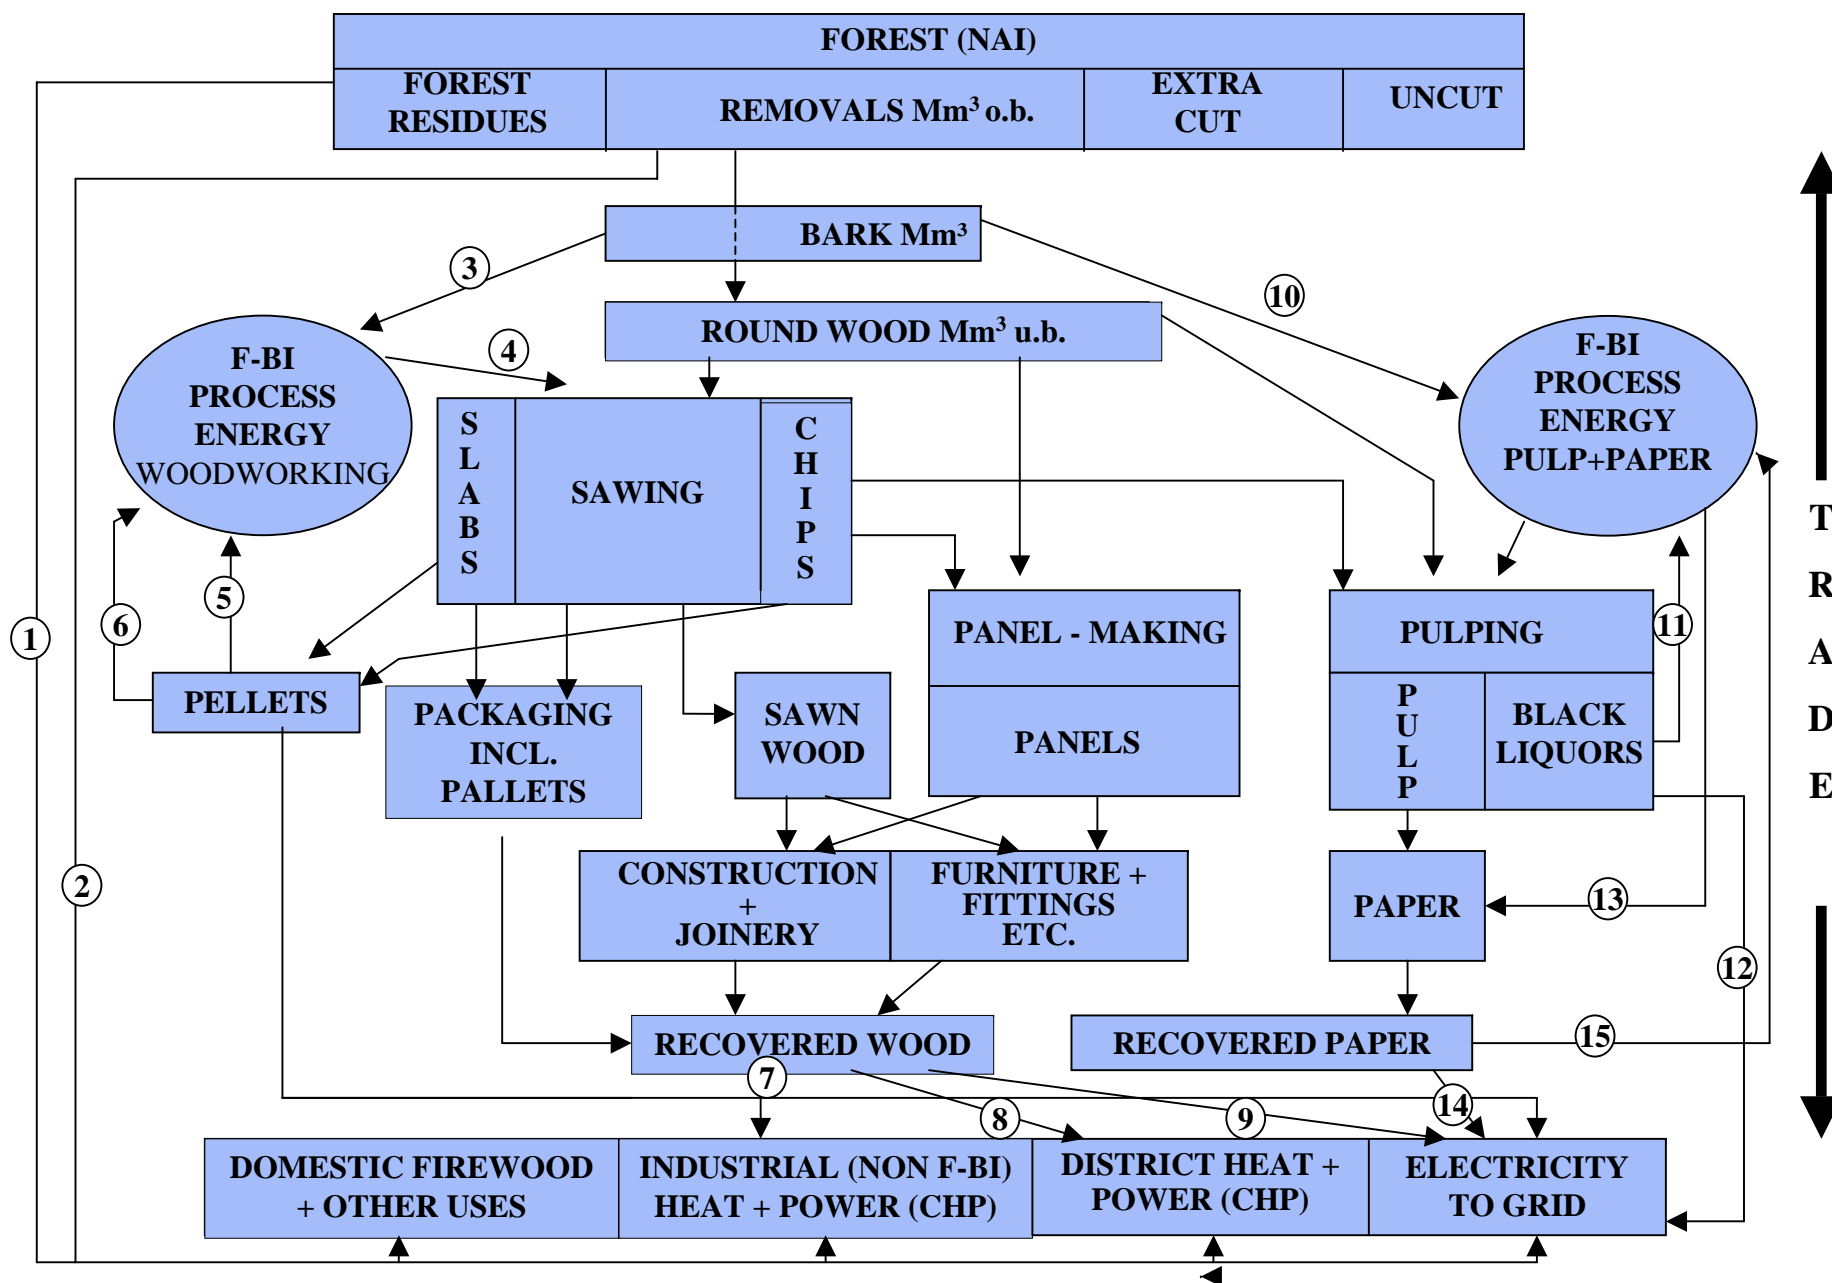 FOREST (NAI)
FOREST
RESIDUES
REMOVALS Mm³ o.b.
EXTRA
CUT
UNCUT
BARK Mm³
3
10
ROUND WOOD Mm³ u.b.
4
F-BI
PROCESS
ENERGY
WOODWORKING
F-BI
PROCESS
ENERGY
PULP+PAPER
S
L
A
B
S
SAWING
C
H
I
P
S
T
R
A
D
E
5
6
1
11
PANEL - MAKING
PULPING
PELLETS
PACKAGING
INCL.
PALLETS
SAWN
WOOD
PANELS
P
U
L
P
BLACK
LIQUORS
2
CONSTRUCTION
+
JOINERY
FURNITURE +
FITTINGS
ETC.
PAPER
13
12
RECOVERED WOOD
RECOVERED PAPER
15
7
8
9
14
DOMESTIC FIREWOOD
+ OTHER USES
INDUSTRIAL (NON F-BI)
HEAT + POWER (CHP)
DISTRICT HEAT +
POWER (CHP)
ELECTRICITY
TO GRID